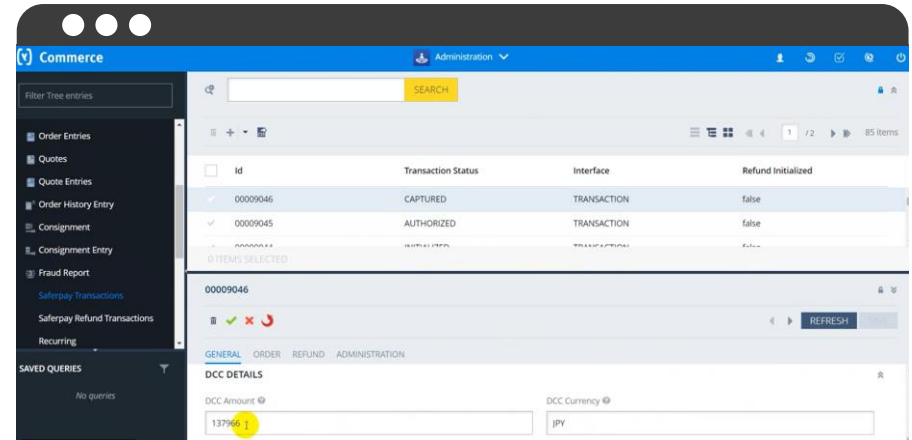 (Y) Commerce
Administration
Filter Tree entries
SEARCH
Order Entries
Quotes
Quote Entries
Order History Entry
Consignment
Consignment Entry
Fraud Report
Saferpay Transactions
Saferpay Refund Transactions
Recurring
SAVED QUERIES
No queries
1 / 2 85 items
Id Transaction Status Interface Refund Initialized
00009046 CAPTURED TRANSACTION false
00009045 AUTHORIZED TRANSACTION false
0 ITEMS SELECTED
00009046
REFRESH
GENERAL ORDER REFUND ADMINISTRATION
DCC DETAILS
DCC Amount DCC Currency
137966 JPY